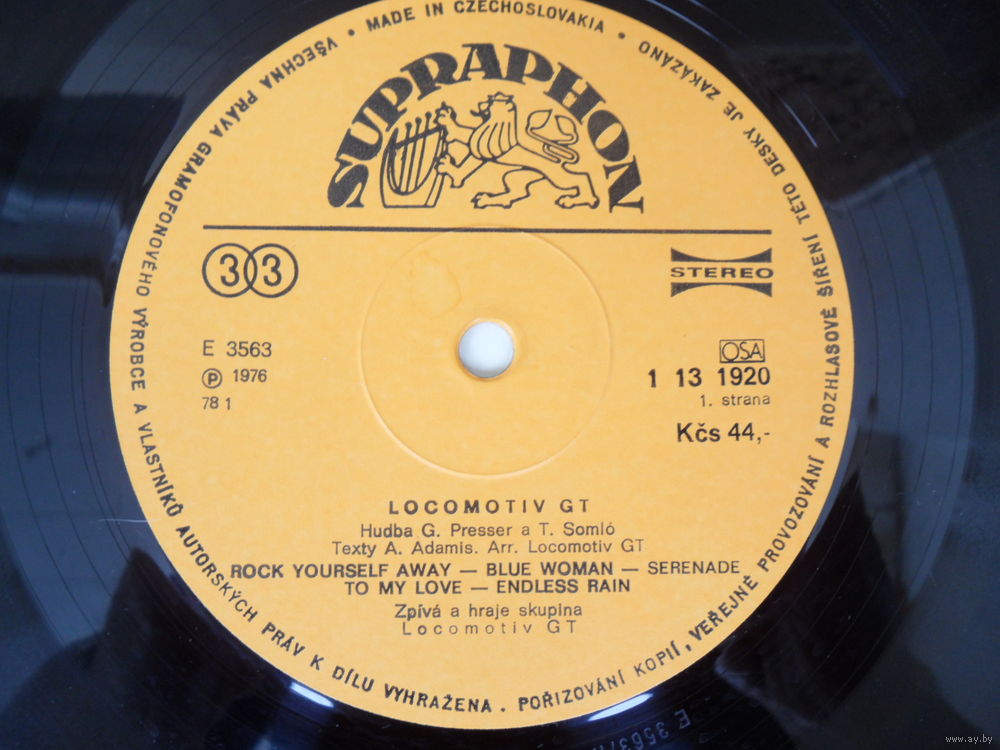 VŠECHNA PRÁVA GRAMOFONOVÉHO VÝROBCE A VLASTNÍKŮ AUTORSKÝCH PRÁV K DÍLU VYHRAŽENA. POŘIZOVÁNÍ KOPIÍ, VEŘEJNÉ PROVOZOVÁNÍ A ROZHLASOVÉ ŠÍŘENÍ TÉTO DESKY JE ZAKÁZÁNO • MADE IN CZECHOSLOVAKIA •
SUPRAPHON
33
STEREO
E 3563
Ⓟ 1976
78 1
OSA
1 13 1920
1. strana
Kčs 44,-
LOCOMOTIV GT
Hudba G. Presser a T. Somló
Texty A. Adamis. Arr. Locomotiv GT
ROCK YOURSELF AWAY — BLUE WOMAN — SERENADE
TO MY LOVE — ENDLESS RAIN
Zpívá a hraje skupina
Locomotiv GT
www.ay.by